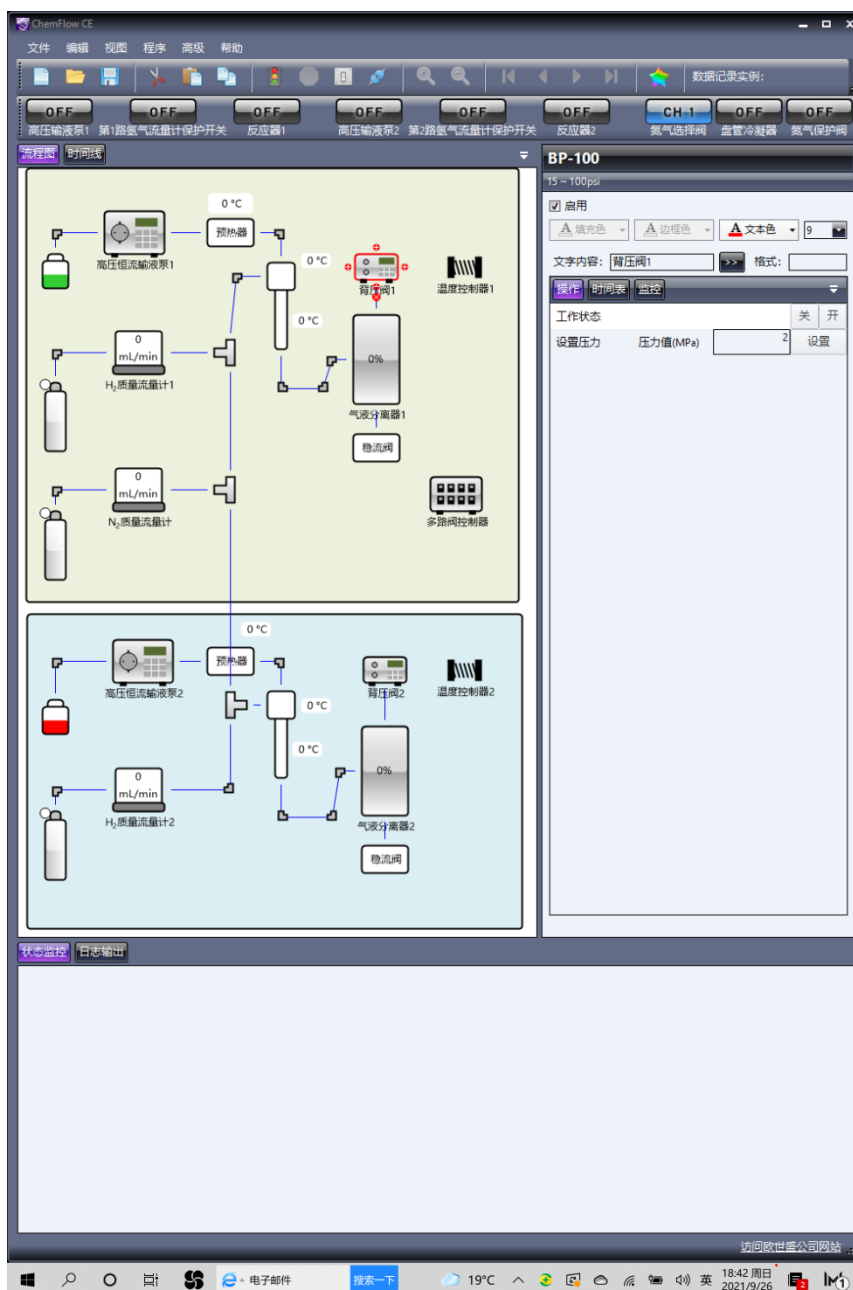 ChemFlow CE
文件 编辑 视图 程序 高级 帮助
数据记录实例:
OFF OFF OFF OFF OFF OFF CH 1 OFF OFF
高压输液泵1 第1路氢气流量计保护开关 反应器1 高压输液泵2 第2路氢气流量计保护开关 反应器2 氮气选择阀 盘管冷凝器 氮气保护阀
流程图 时间线
BP-100
15 ~ 100psi
启用
A 填充色 A 边框色 A 文本色 9
文字内容: 背压阀1 >> 格式:
操作 时间表 监控
工作状态 关 开
设置压力 压力值(MPa) 2 设置
0 °C
预热器
高压恒流输液泵1
0 °C
背压阀1
温度控制器1
0 °C
0
mL/min
H₂质量流量计1
0%
气液分离器1
稳流阀
0
mL/min
N₂质量流量计
多路阀控制器
0 °C
预热器
高压恒流输液泵2
背压阀2
温度控制器2
0 °C
0 °C
0
mL/min
H₂质量流量计2
0%
气液分离器2
稳流阀
状态监控 日志输出
访问欧世盛公司网站
电子邮件 搜索一下 19°C 英 18:42 周日
2021/9/26 2 1